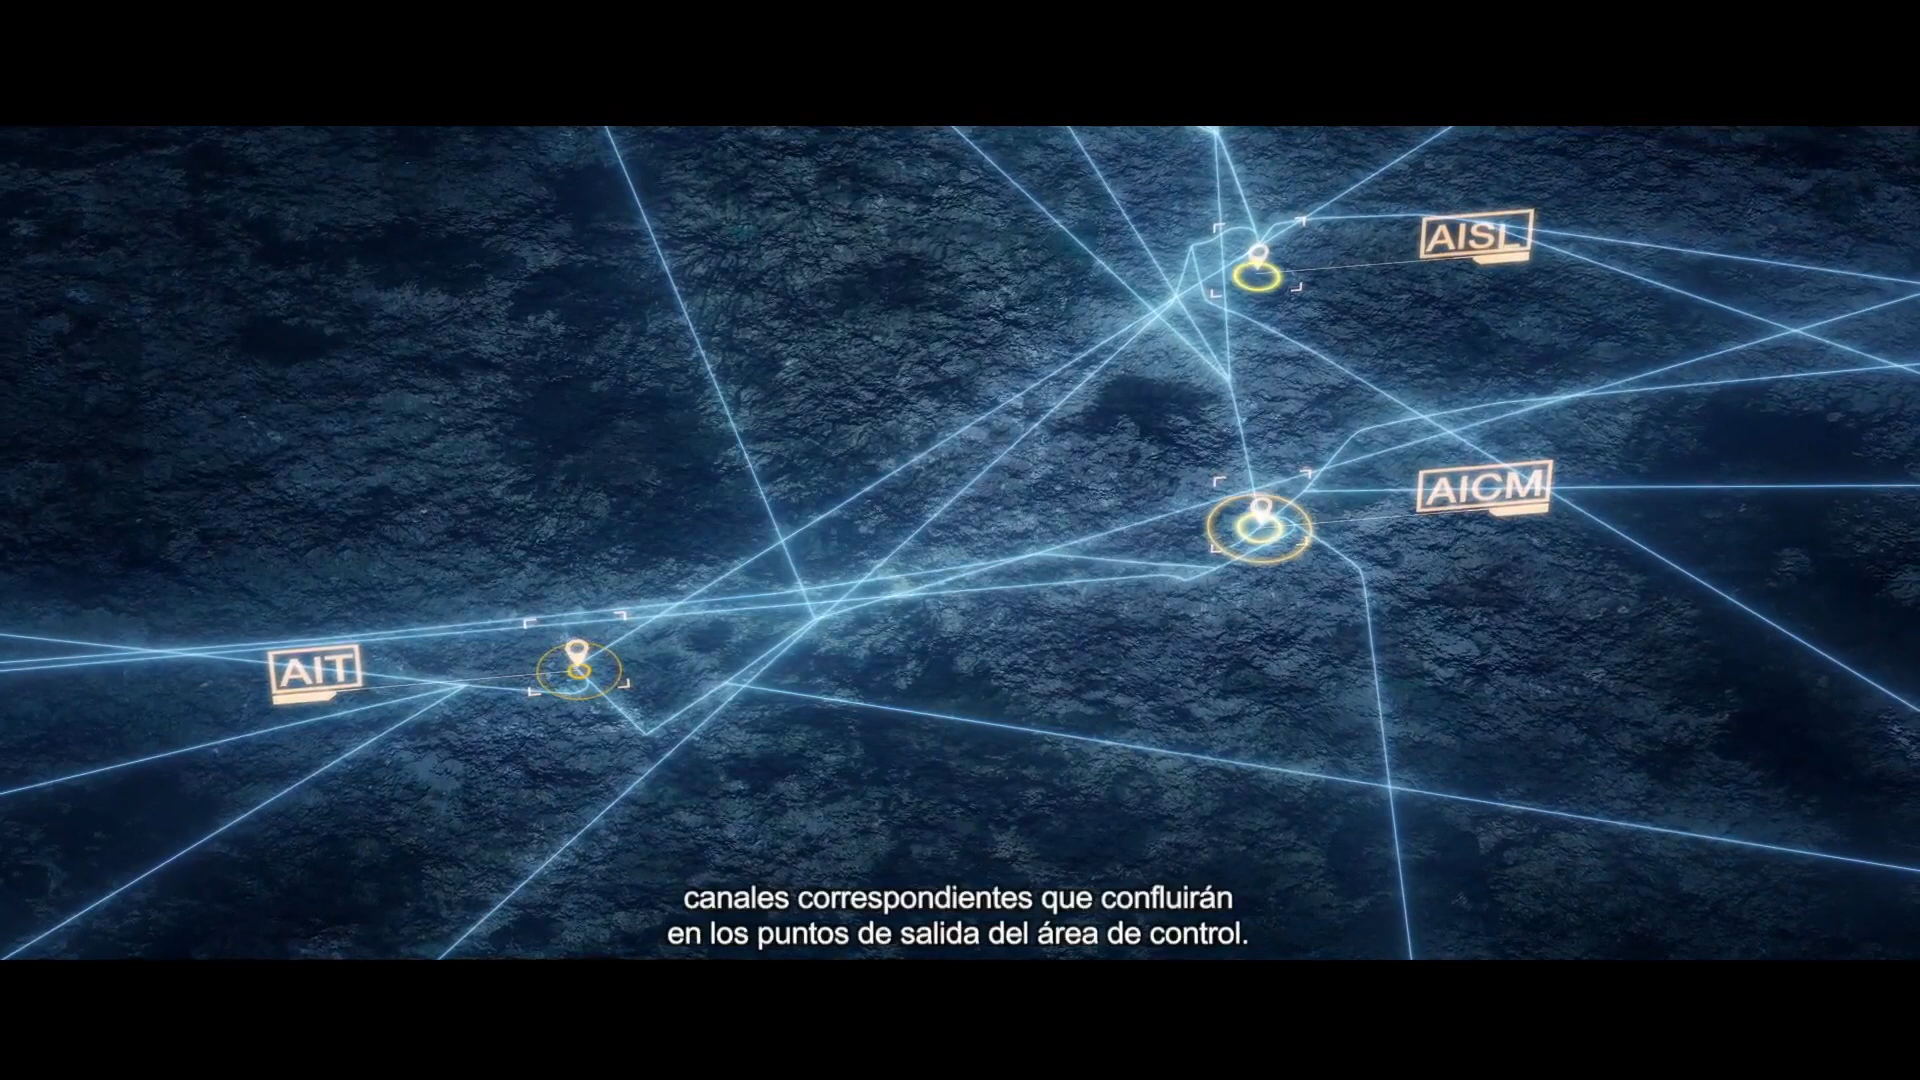 AISL
AICM
AIT
canales correspondientes que confluirán
en los puntos de salida del área de control.